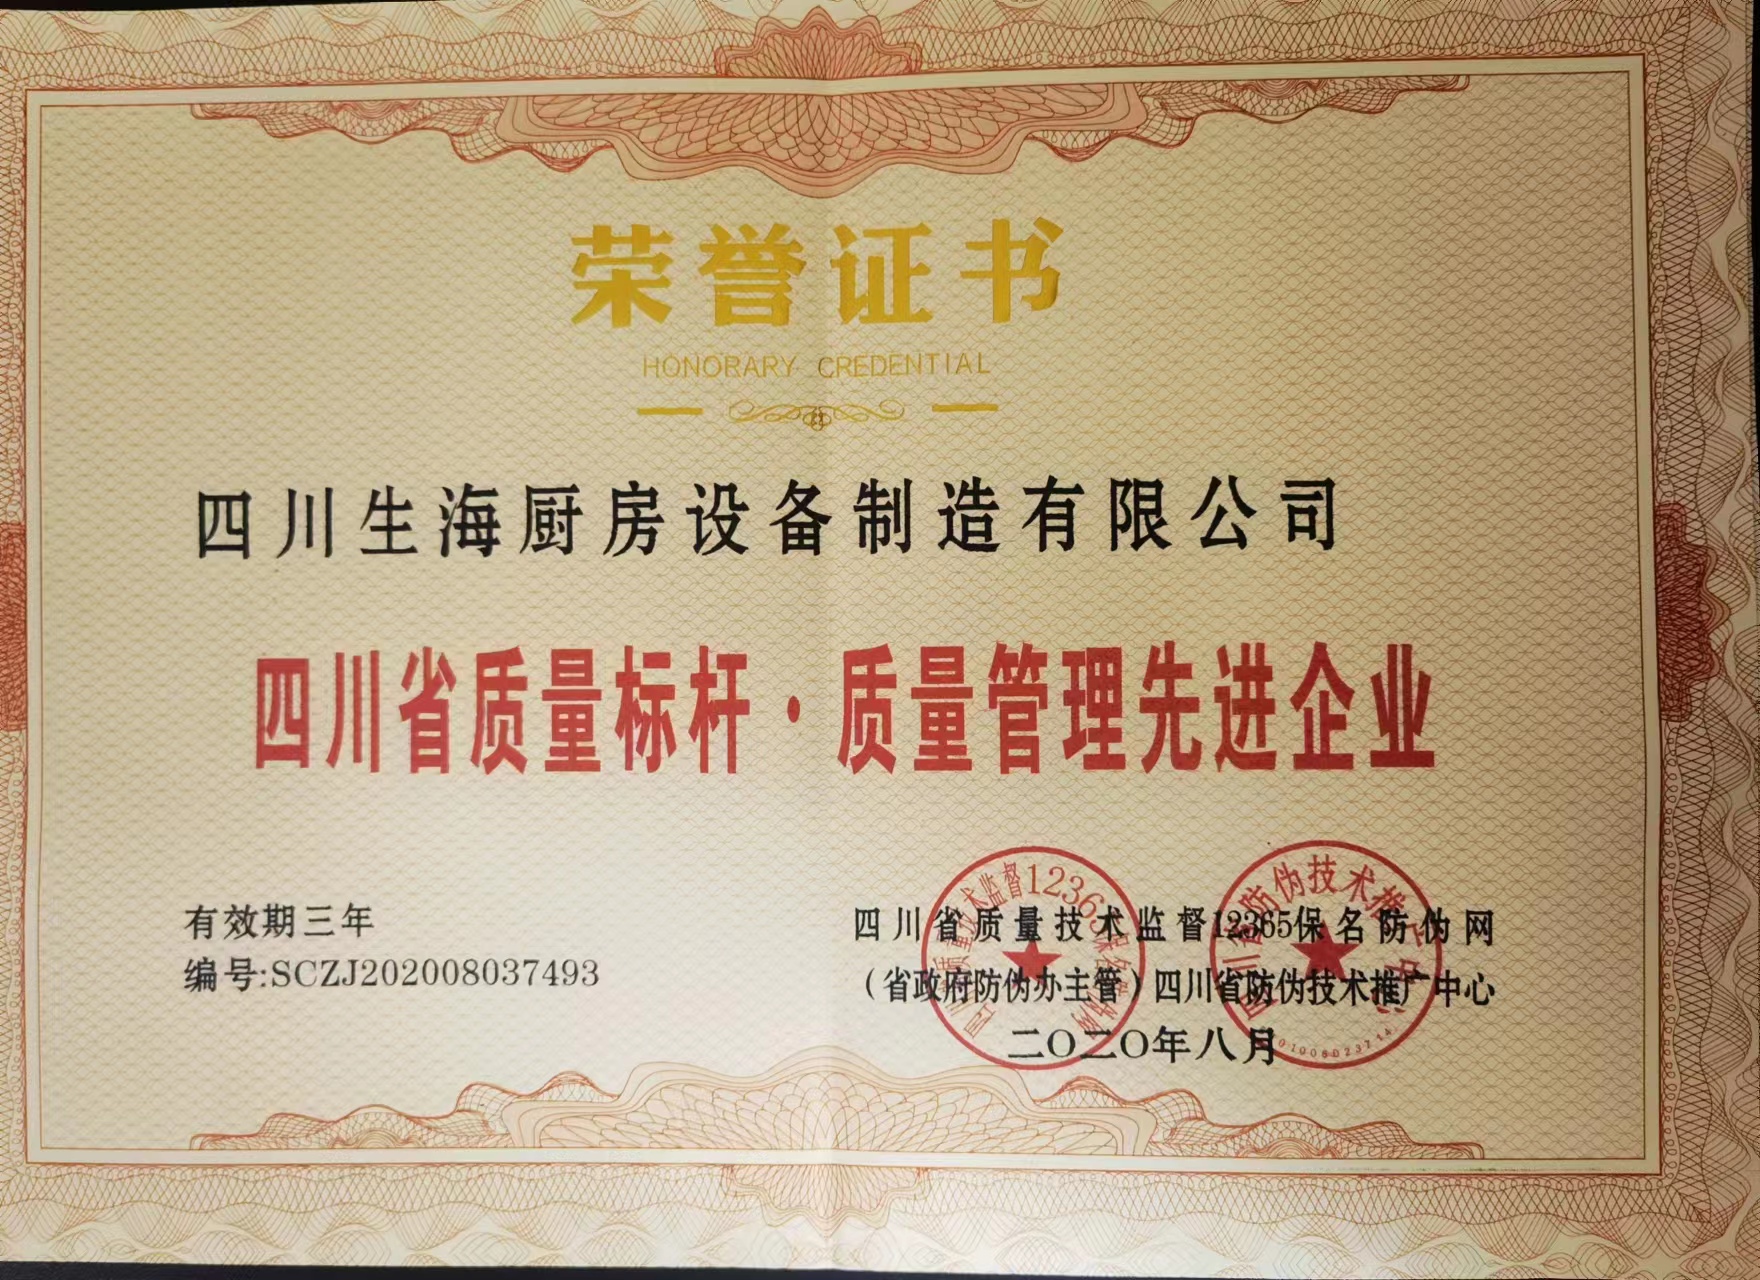 荣誉证书
HONORARY CREDENTIAL
四川生海厨房设备制造有限公司
四川省质量标杆·质量管理先进企业
有效期三年
编号:SCZJ202008037493
四川省质量技术监督12365保名防伪网
（省政府防伪办主管）四川省防伪技术推广中心
二〇二〇年八月